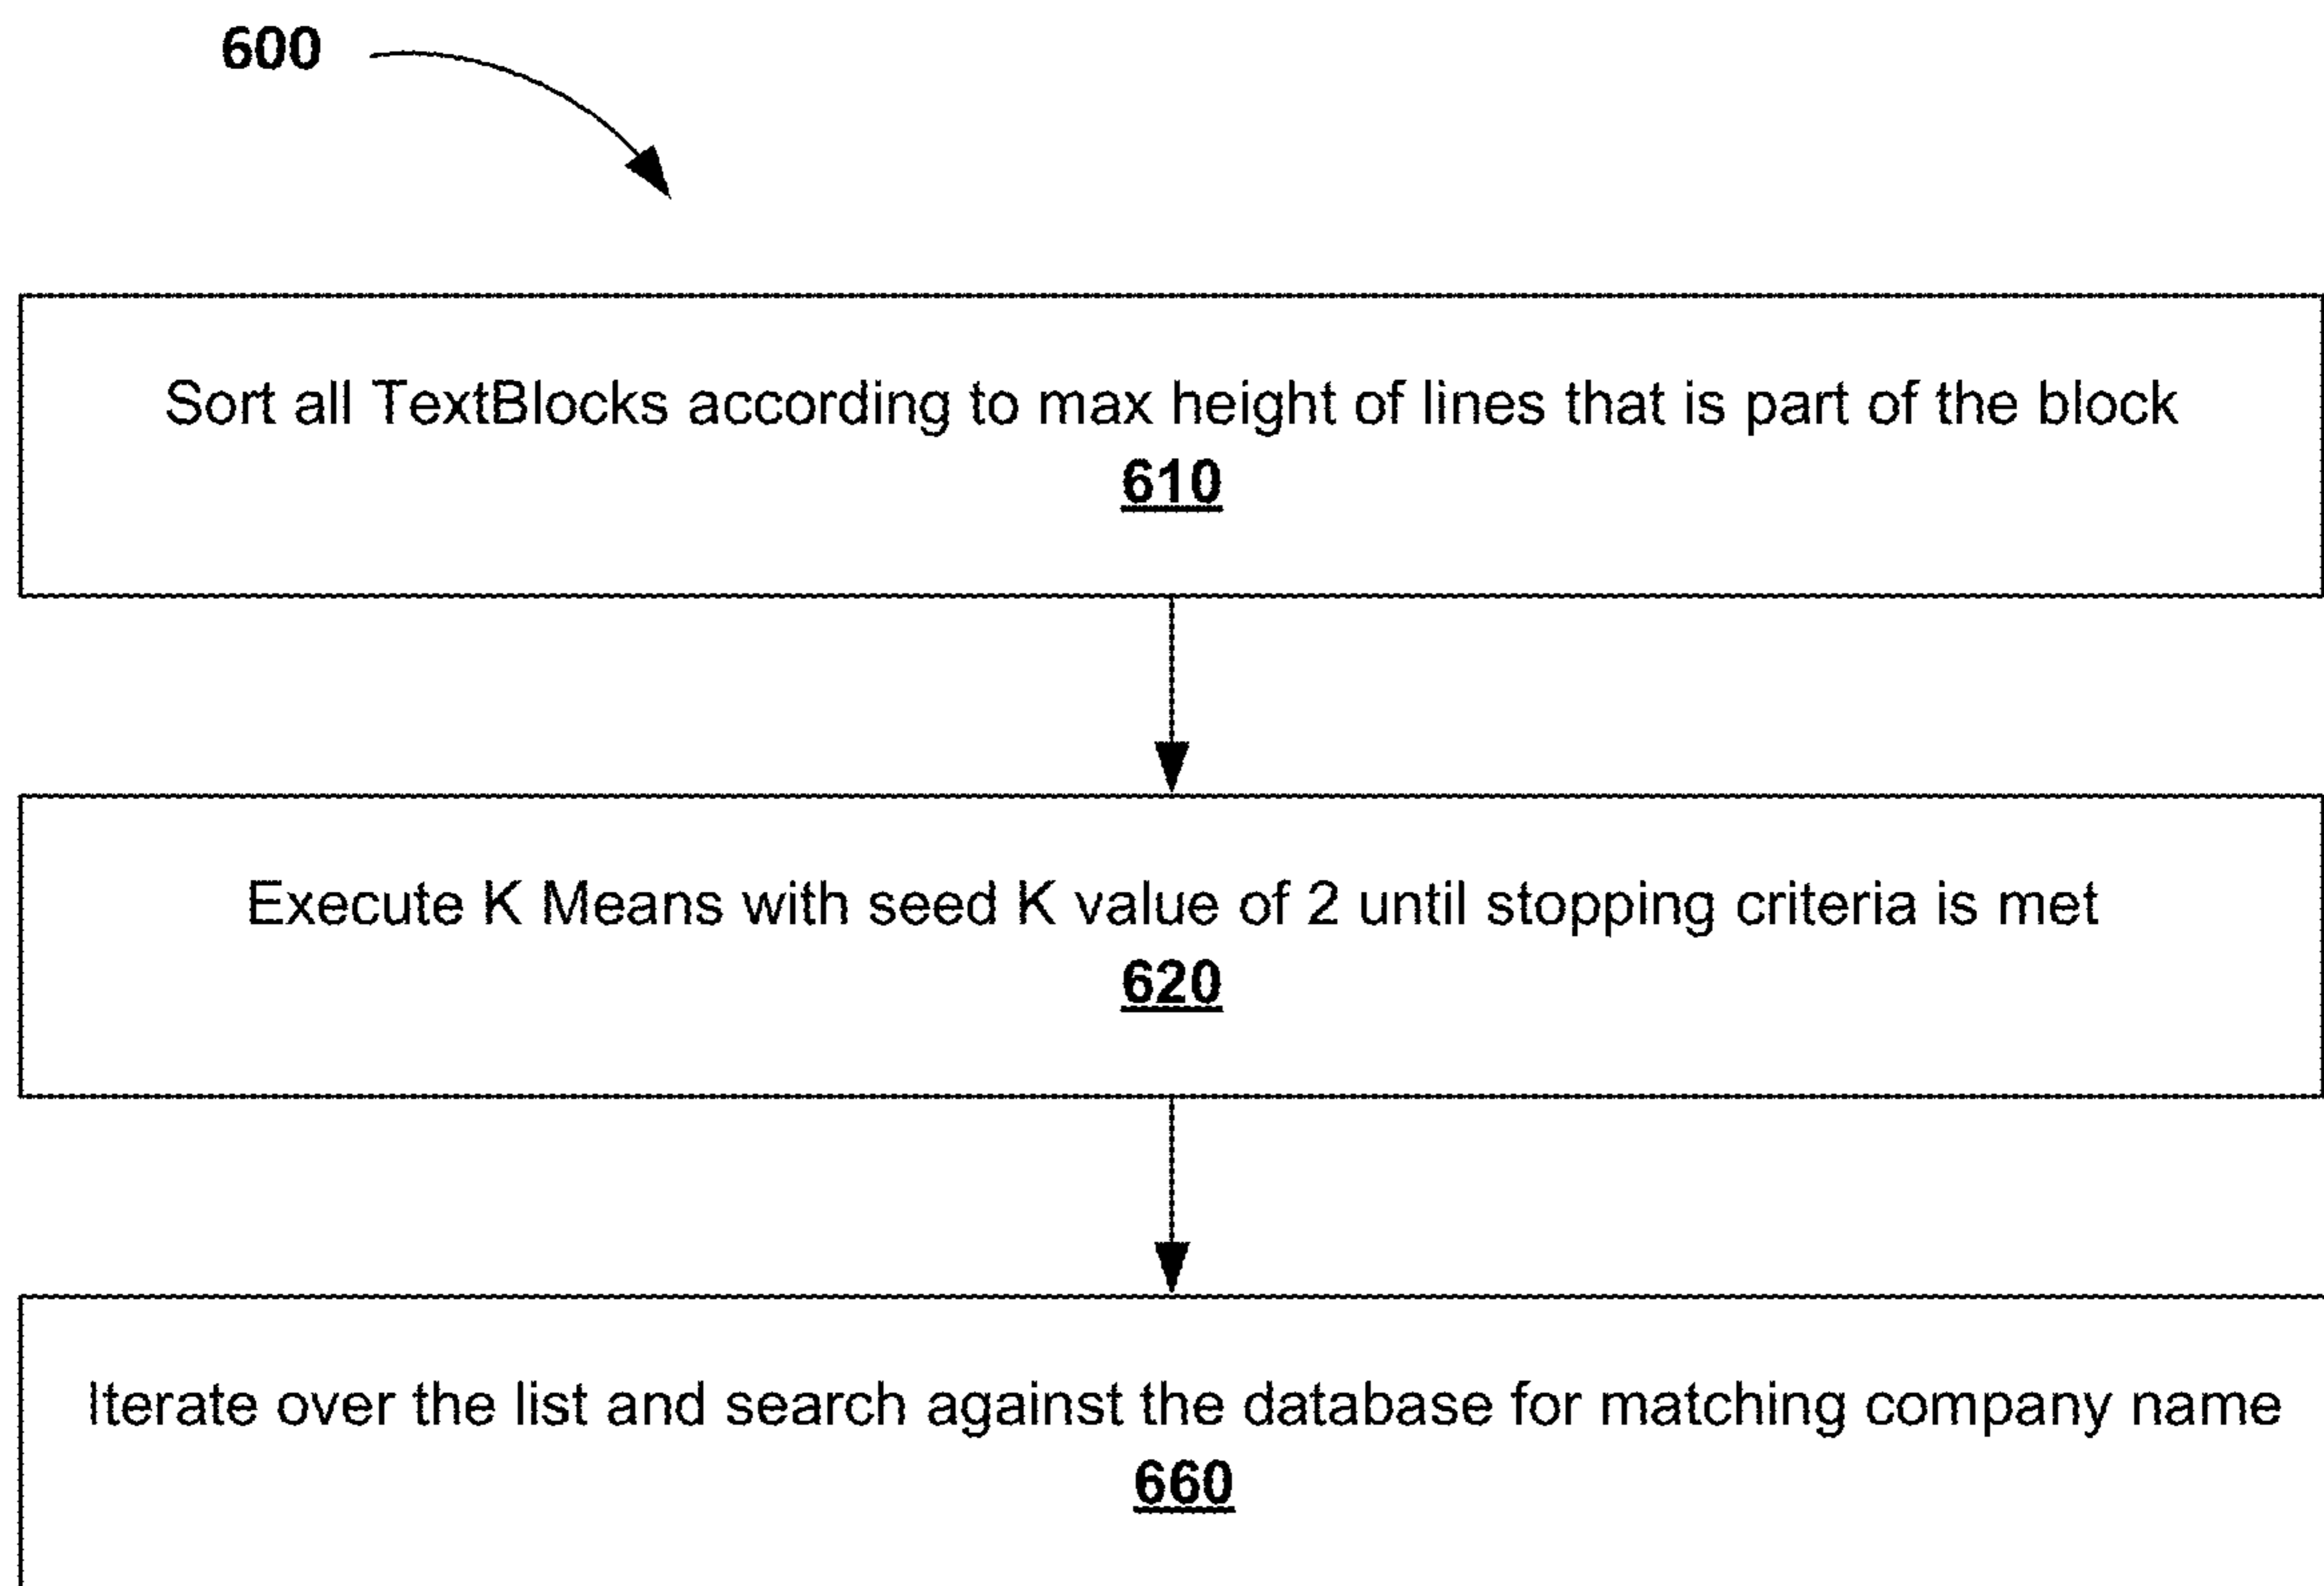 600
Sort all TextBlocks according to max height of lines that is part of the block
610
Execute K Means with seed K value of 2 until stopping criteria is met
620
Iterate over the list and search against the database for matching company name
660